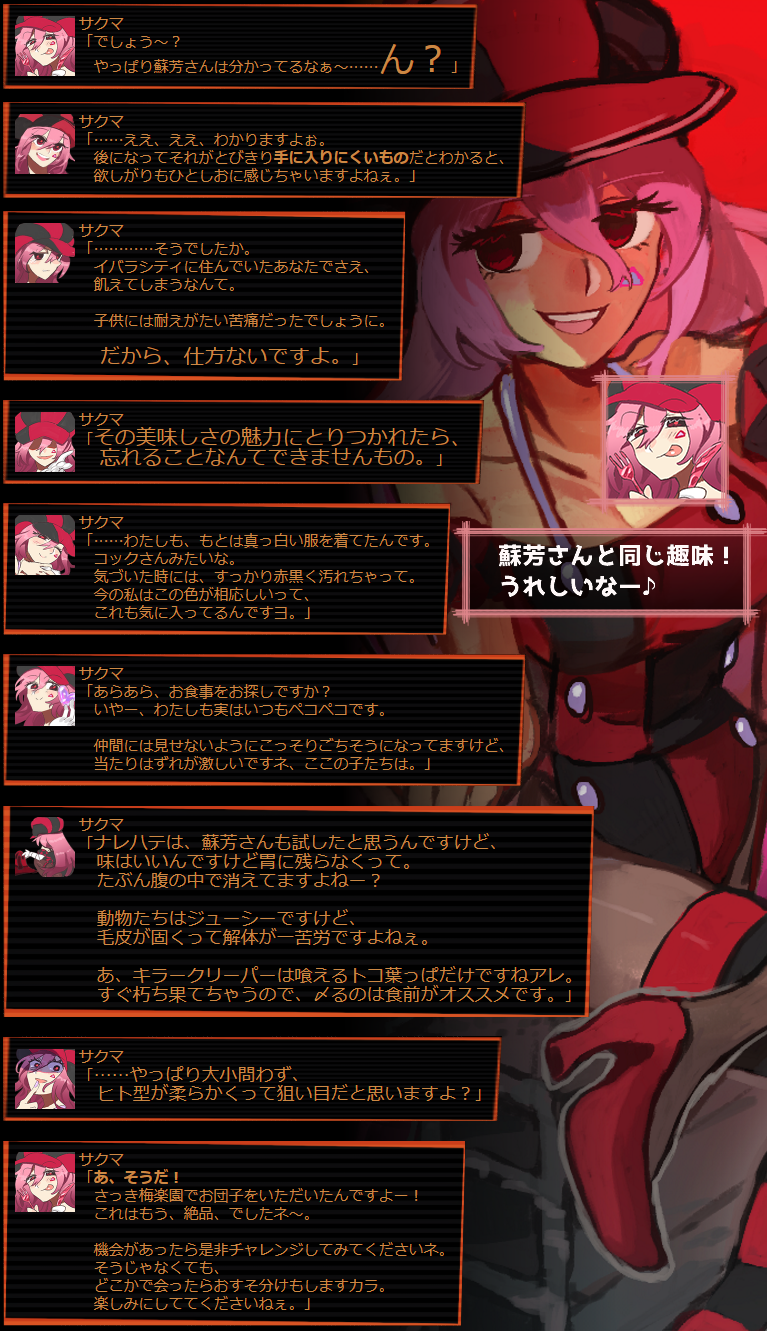 サクマ
「でしょう～？
やっぱり蘇芳さんは分かってるなぁ～……ん？」
サクマ
「……ええ、ええ、わかりますよぉ。
後になってそれがとびきり手に入りにくいものだとわかると、
欲しがりもひとしおに感じちゃいますよねぇ。」
サクマ
「…………そうでしたか。
イバラシティに住んでいたあなたでさえ、
飢えてしまうなんて。
子供には耐えがたい苦痛だったでしょうに。
だから、仕方ないですよ。」
サクマ
「その美味しさの魅力にとりつかれたら、
忘れることなんてできませんもの。」
サクマ
「……わたしも、もとは真っ白い服を着てたんです。
コックさんみたいな。
気づいた時には、すっかり赤黒く汚れちゃって。
今の私はこの色が相応しいって、
これも気に入ってるんですヨ。」
蘇芳さんと同じ趣味！
うれしいなー♪
サクマ
「あらあら、お食事をお探しですか？
いやー、わたしも実はいつもペコペコです。
仲間には見せないようにこっそりごちそうになってますけど、
当たりはずれが激しいですネ、ここの子たちは。」
サクマ
「ナレハテは、蘇芳さんも試したと思うんですけど、
味はいいんですけど胃に残らなくって。
たぶん腹の中で消えてますよねー？
動物たちはジューシーですけど、
毛皮が固くって解体が一苦労ですよねぇ。
あ、キラークリーパーは喰えるトコ葉っぱだけですねアレ。
すぐ朽ち果てちゃうので、〆るのは食前がオススメです。」
サクマ
「……やっぱり大小問わず、
ヒト型が柔らかくって狙い目だと思いますよ？」
サクマ
「あ、そうだ！
さっき梅楽園でお団子をいただいたんですよー！
これはもう、絶品、でしたネ～。
機会があったら是非チャレンジしてみてくださいネ。
そうじゃなくても、
どこかで会ったらおすそ分けもしますカラ。
楽しみにしててくださいねぇ。」